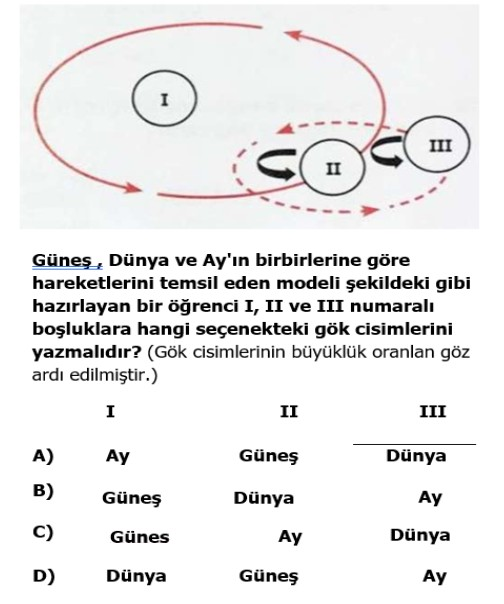 I
II
III
Güneş , Dünya ve Ay'ın birbirlerine göre
hareketlerini temsil eden modeli şekildeki gibi
hazırlayan bir öğrenci I, II ve III numaralı
boşluklara hangi seçenekteki gök cisimlerini
yazmalıdır? (Gök cisimlerinin büyüklük oranlan göz
ardı edilmiştir.)
I II III
A) Ay Güneş Dünya
B) Güneş Dünya Ay
C) Günes Ay Dünya
D) Dünya Güneş Ay